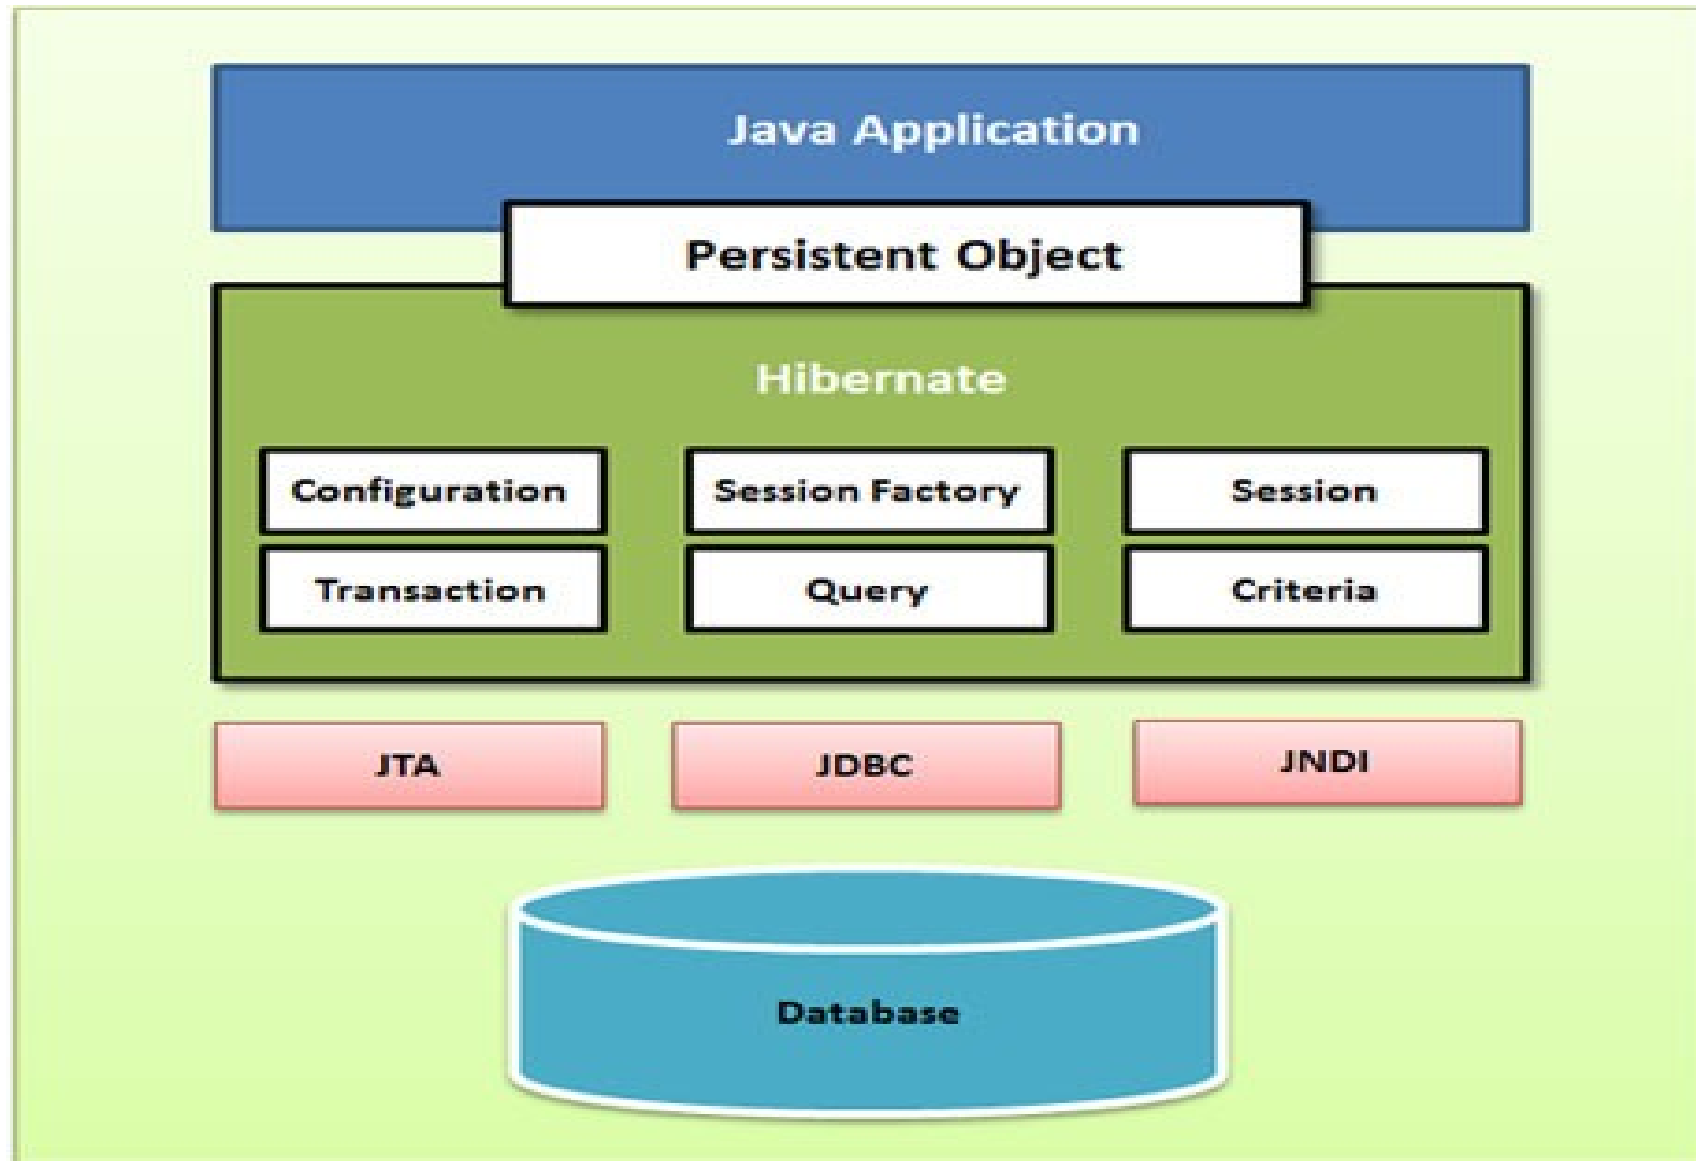 Java Application
Persistent Object
Hibernate
Configuration
Session Factory
Session
Transaction
Query
Criteria
JTA
JDBC
JNDI
Database